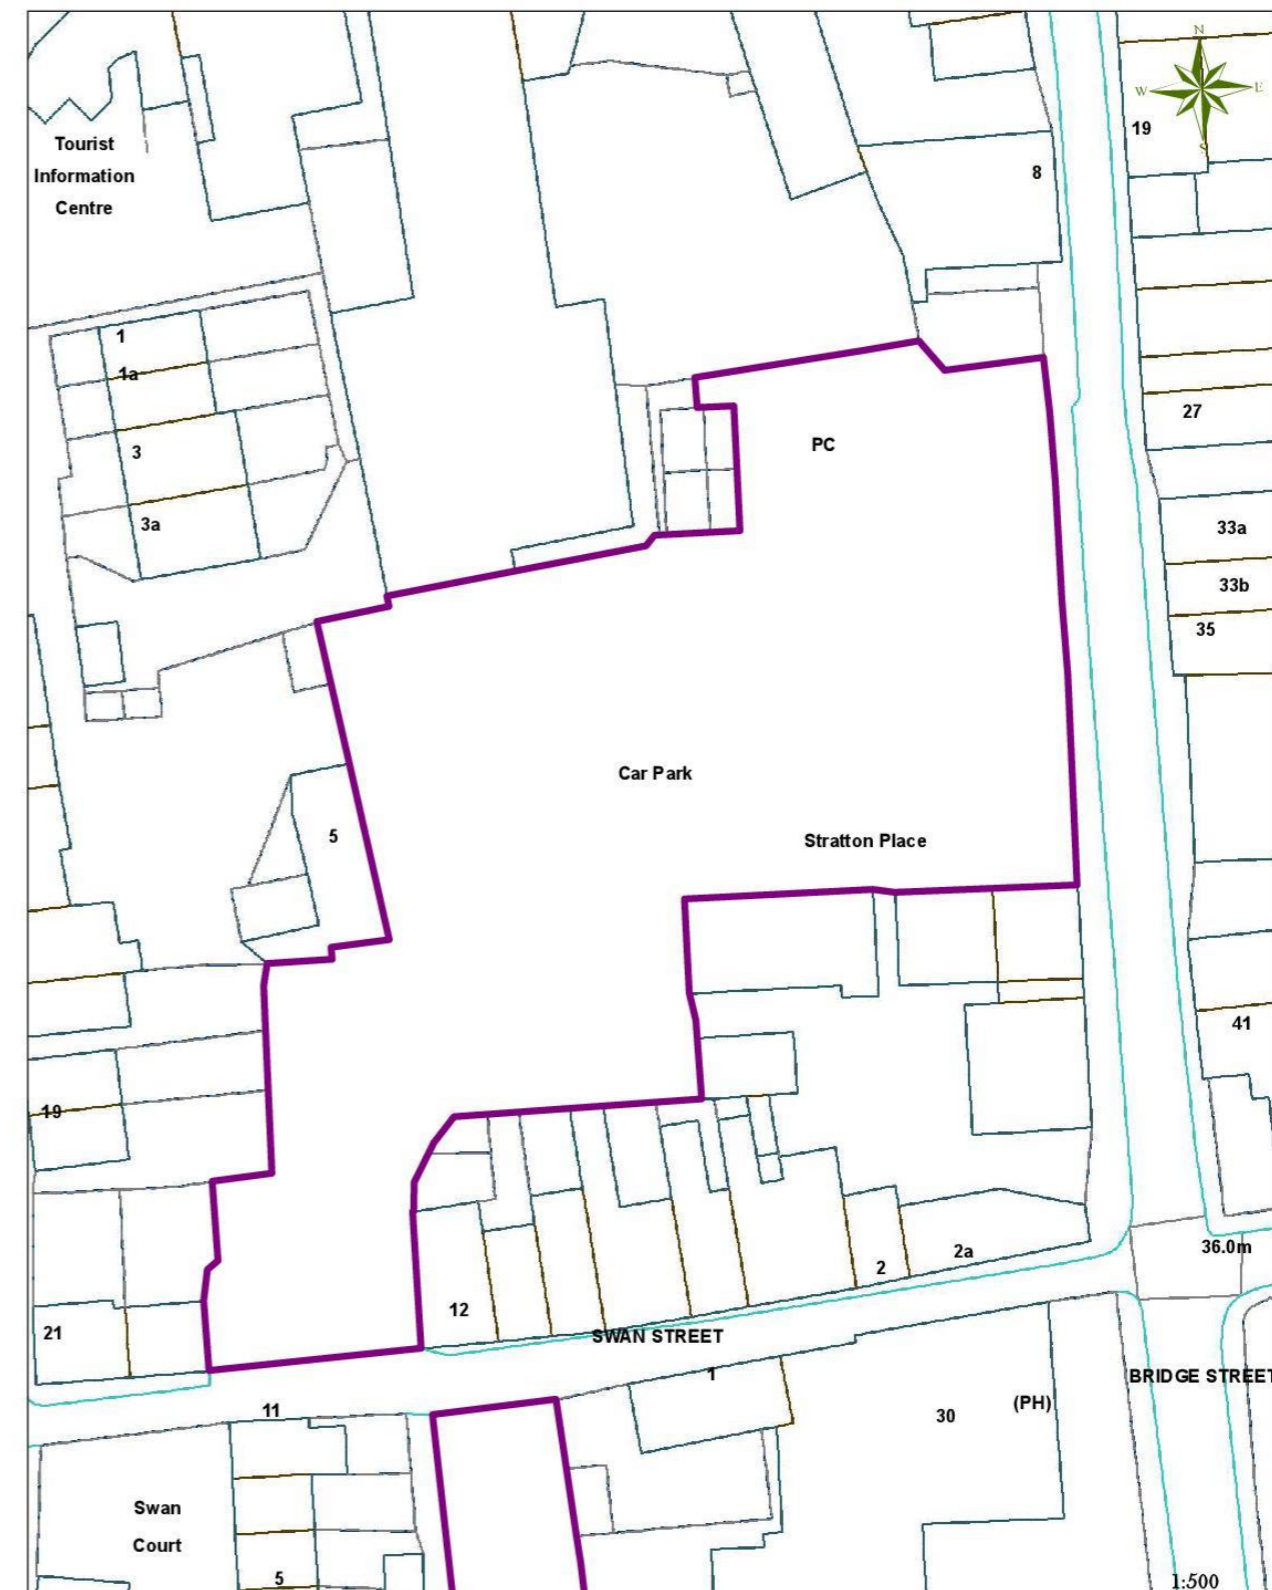 N
W
E
S
19
Tourist
Information
Centre
8
1
1a
27
PC
3
3a
33a
33b
35
Car Park
5
Stratton Place
41
19
36.0m
2a
2
12
21
SWAN STREET
1
BRIDGE STREET
11
(PH)
30
Swan
Court
5
1:500